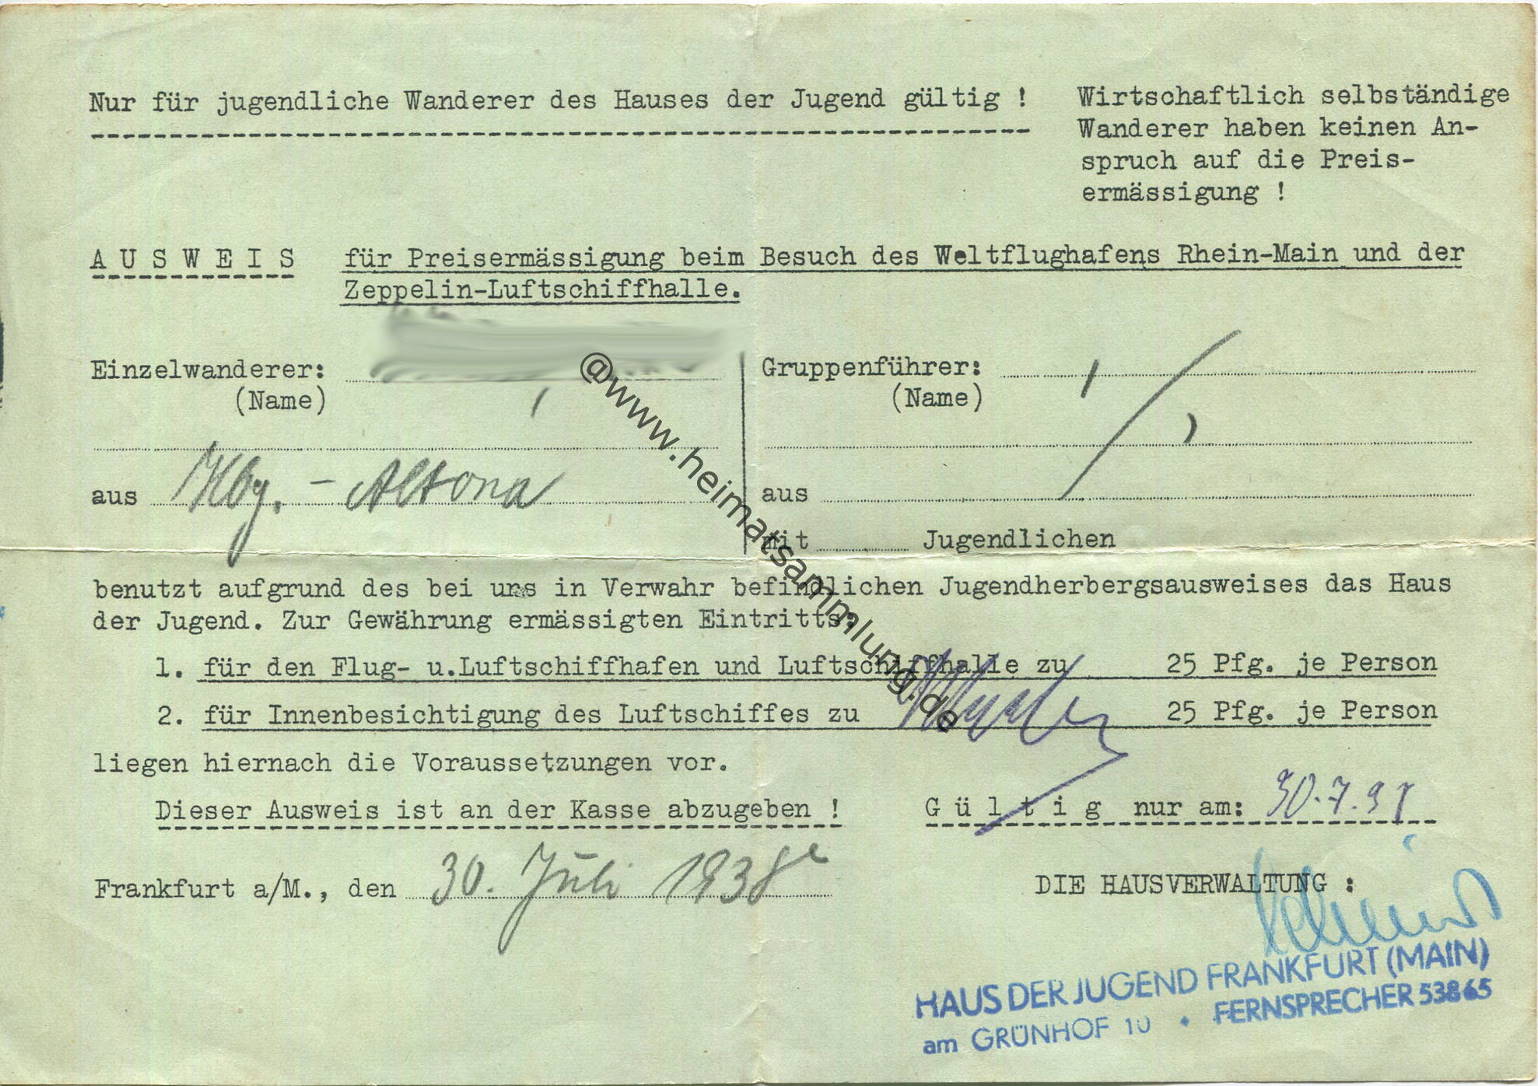 Nur für jugendliche Wanderer des Hauses der Jugend gültig !
Wirtschaftlich selbständige
Wanderer haben keinen An-
spruch auf die Preis-
ermässigung !
AUSWEIS für Preisermässigung beim Besuch des Weltflughafens Rhein-Main und der
Zeppelin-Luftschiffhalle.
Einzelwanderer:
(Name)
aus Hbg. - Altona
Gruppenführer:
(Name)
aus
mit Jugendlichen
benutzt aufgrund des bei uns in Verwahr befindlichen Jugendherbergsausweises das Haus
der Jugend. Zur Gewährung ermässigten Eintritts:
1. für den Flug- u.Luftschiffhafen und Luftschiffhalle zu 25 Pfg. je Person
2. für Innenbesichtigung des Luftschiffes zu 25 Pfg. je Person
liegen hiernach die Voraussetzungen vor.
Dieser Ausweis ist an der Kasse abzugeben ! Gültig nur am: 30.7.38
Frankfurt a/M., den 30. Juli 1938
DIE HAUSVERWALTUNG :
HAUS DER JUGEND FRANKFURT (MAIN)
am GRÜNHOF 10 • FERNSPRECHER 53865
@www.heimatsammlung.de